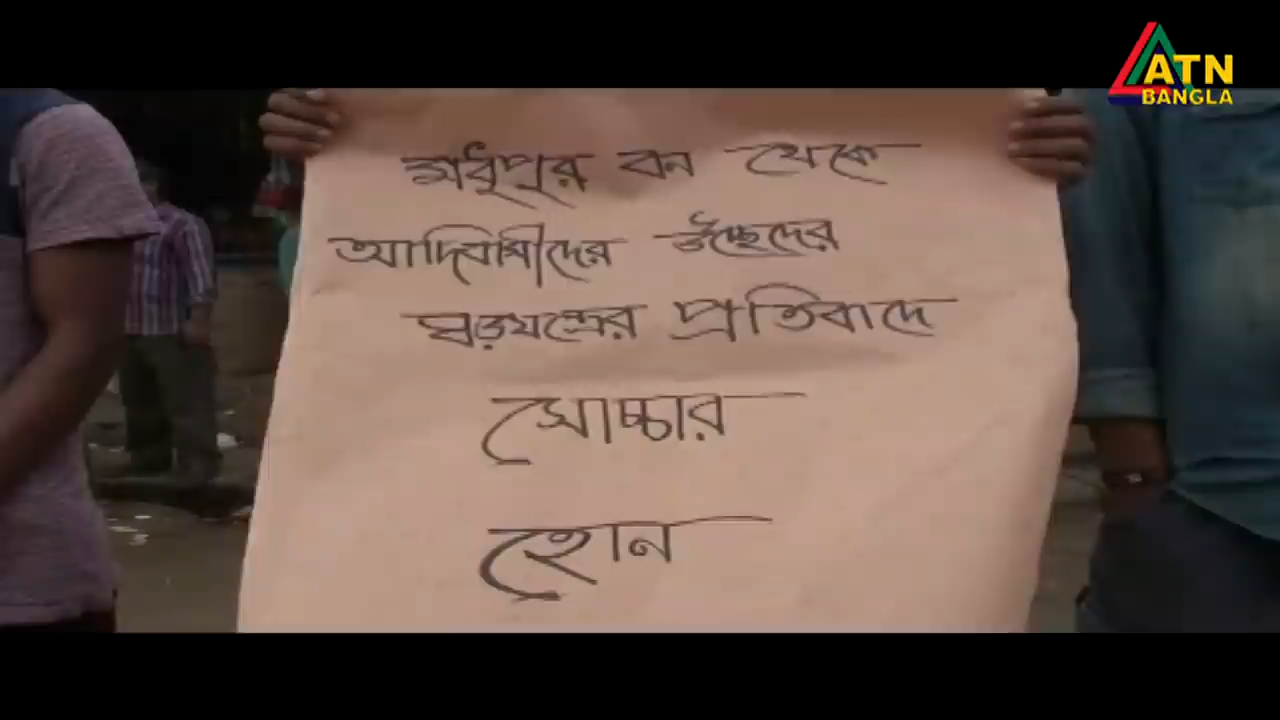 ATN
BANGLA
মধুপুর বন থেকে
আদিবাসীদের উচ্ছেদের
ষড়যন্ত্রের প্রতিবাদে
সোচ্চার
হোন